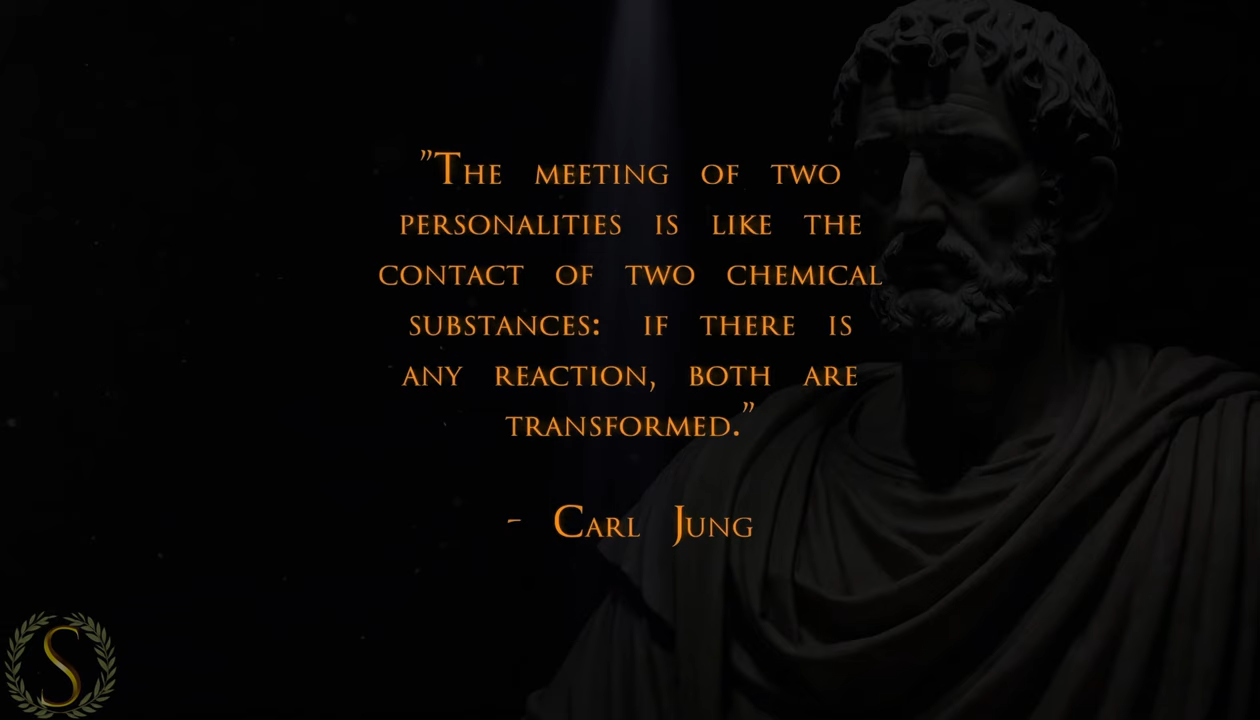 ”The meeting of two
personalities is like the
contact of two chemical
substances: if there is
any reaction, both are
transformed.”
- Carl Jung
S